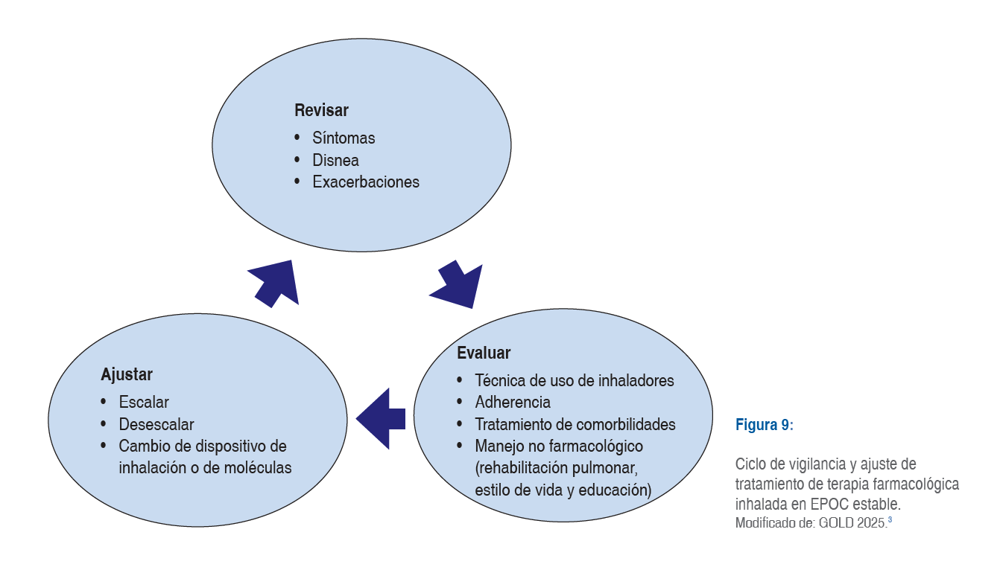 Revisar
• Síntomas
• Disnea
• Exacerbaciones
Evaluar
• Técnica de uso de inhaladores
• Adherencia
• Tratamiento de comorbilidades
• Manejo no farmacológico
(rehabilitación pulmonar,
estilo de vida y educación)
Ajustar
• Escalar
• Desescalar
• Cambio de dispositivo de
inhalación o de moléculas
Figura 9:
Ciclo de vigilancia y ajuste de
tratamiento de terapia farmacológica
inhalada en EPOC estable.
Modificado de: GOLD 2025.³